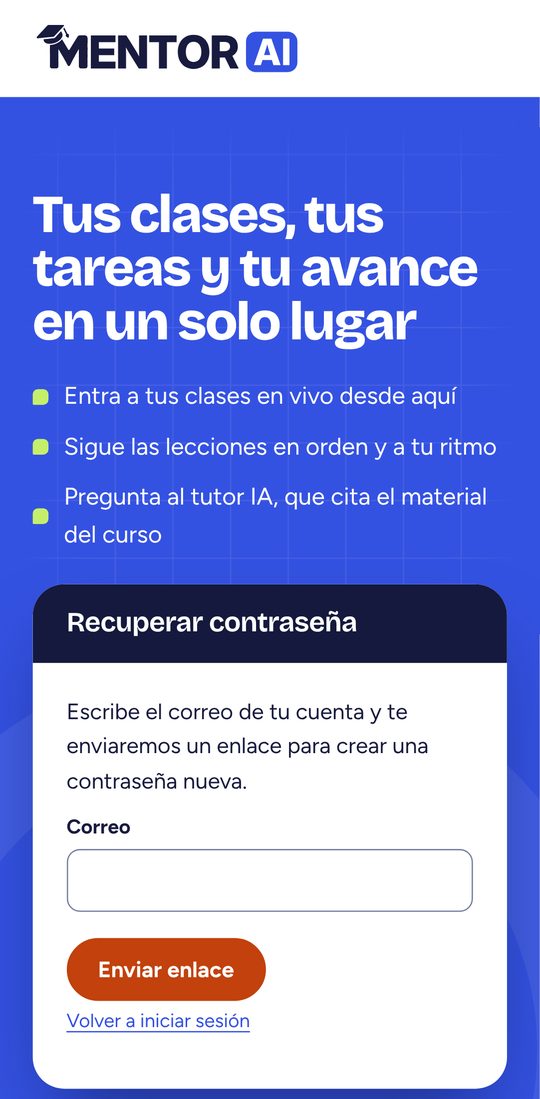 MENTOR AI
Tus clases, tus
tareas y tu avance
en un solo lugar
Entra a tus clases en vivo desde aquí
Sigue las lecciones en orden y a tu ritmo
Pregunta al tutor IA, que cita el material
del curso
Recuperar contraseña
Escribe el correo de tu cuenta y te
enviaremos un enlace para crear una
contraseña nueva.
Correo
Enviar enlace
Volver a iniciar sesión